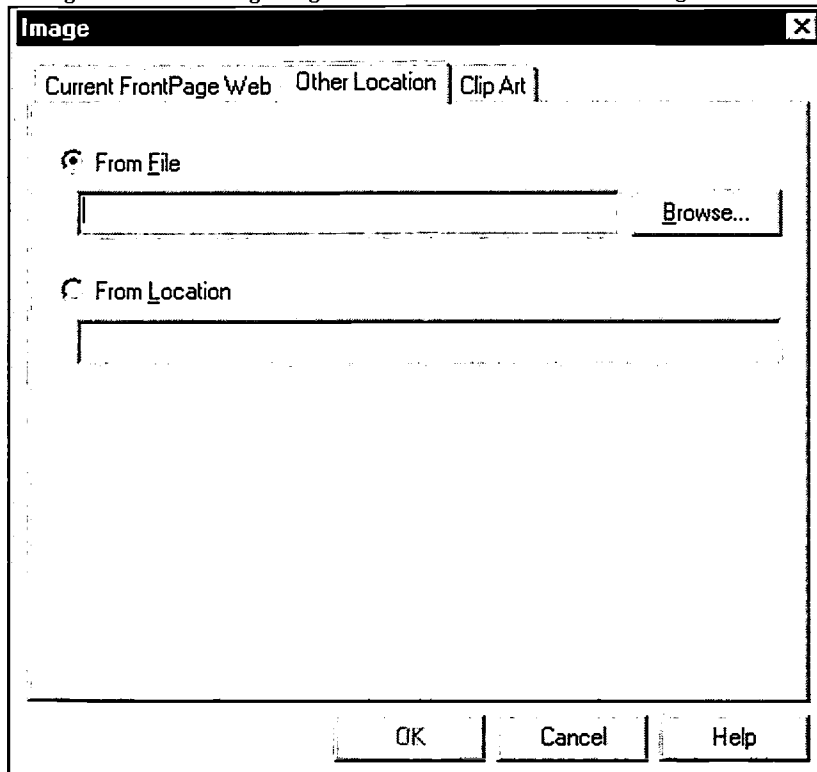 Image
Current FrontPage Web Other Location Clip Art
From File
Browse...
From Location
OK Cancel Help